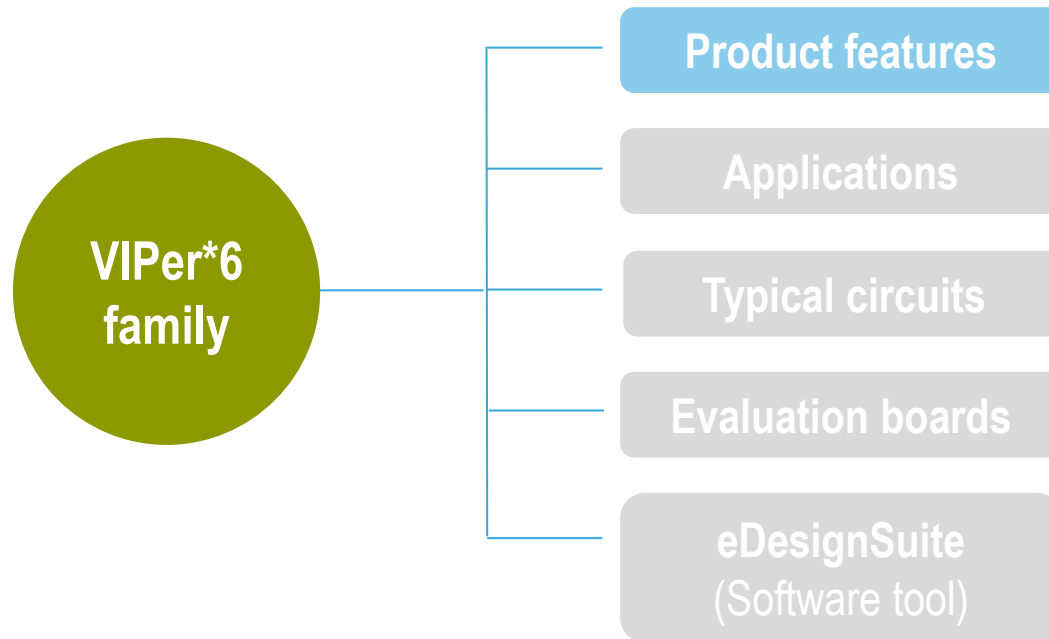 Product features
Applications
VIPer*6
family
Typical circuits
Evaluation boards
eDesignSuite
(Software tool)